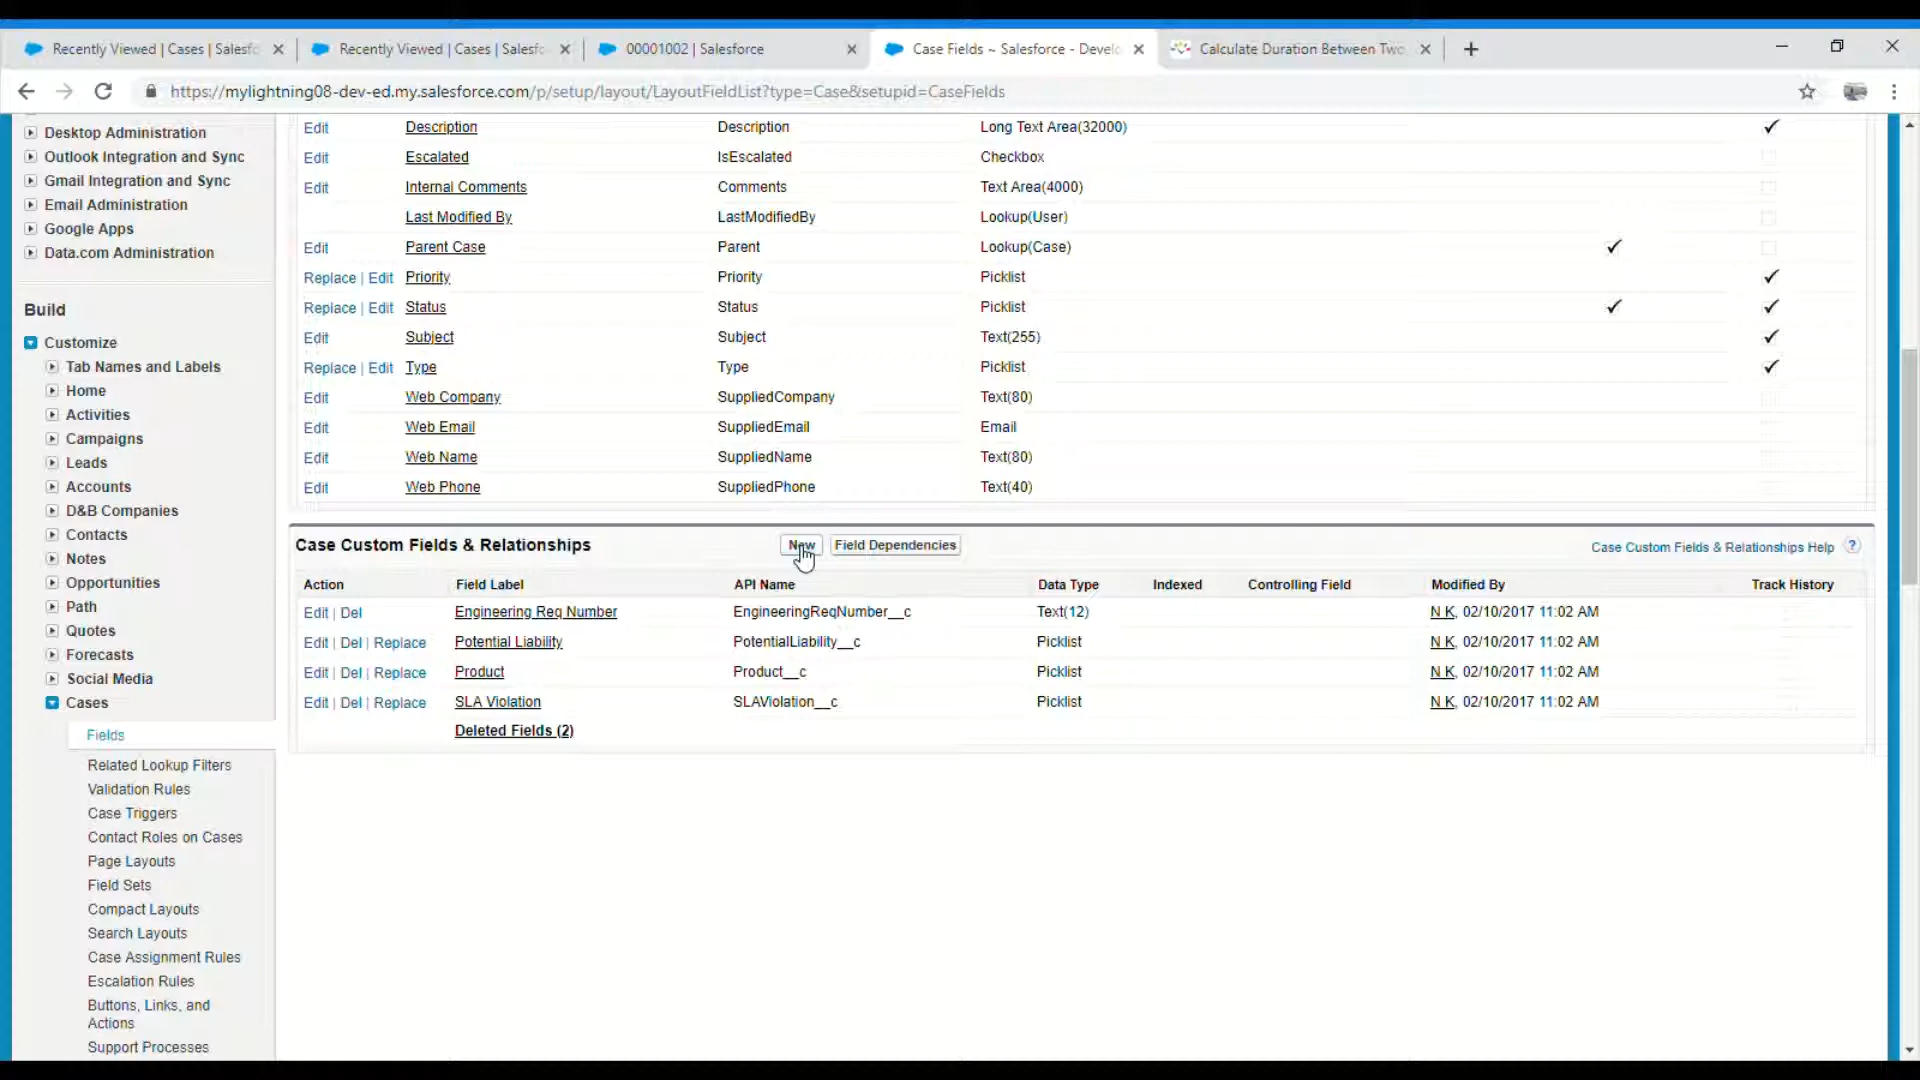 Recently Viewed | Cases | Salesfo
Recently Viewed | Cases | Salesfo
00001002 | Salesforce
Case Fields ~ Salesforce - Develo
Calculate Duration Between Two
https://mylightning08-dev-ed.my.salesforce.com/p/setup/layout/LayoutFieldList?type=Case&setupid=CaseFields
Desktop Administration
Outlook Integration and Sync
Gmail Integration and Sync
Email Administration
Google Apps
Data.com Administration
Build
Customize
Tab Names and Labels
Home
Activities
Campaigns
Leads
Accounts
D&B Companies
Contacts
Notes
Opportunities
Path
Quotes
Forecasts
Social Media
Cases
Fields
Related Lookup Filters
Validation Rules
Case Triggers
Contact Roles on Cases
Page Layouts
Field Sets
Compact Layouts
Search Layouts
Case Assignment Rules
Escalation Rules
Buttons, Links, and
Actions
Support Processes
Edit Description Description Long Text Area(32000)
Edit Escalated IsEscalated Checkbox
Edit Internal Comments Comments Text Area(4000)
Last Modified By LastModifiedBy Lookup(User)
Edit Parent Case Parent Lookup(Case)
Replace | Edit Priority Priority Picklist
Replace | Edit Status Status Picklist
Edit Subject Subject Text(255)
Replace | Edit Type Type Picklist
Edit Web Company SuppliedCompany Text(80)
Edit Web Email SuppliedEmail Email
Edit Web Name SuppliedName Text(80)
Edit Web Phone SuppliedPhone Text(40)
Case Custom Fields & Relationships New Field Dependencies Case Custom Fields & Relationships Help ?
Action Field Label API Name Data Type Indexed Controlling Field Modified By Track History
Edit | Del Engineering Req Number EngineeringReqNumber__c Text(12) N K, 02/10/2017 11:02 AM
Edit | Del | Replace Potential Liability PotentialLiability__c Picklist N K, 02/10/2017 11:02 AM
Edit | Del | Replace Product Product__c Picklist N K, 02/10/2017 11:02 AM
Edit | Del | Replace SLA Violation SLAViolation__c Picklist N K, 02/10/2017 11:02 AM
Deleted Fields (2)